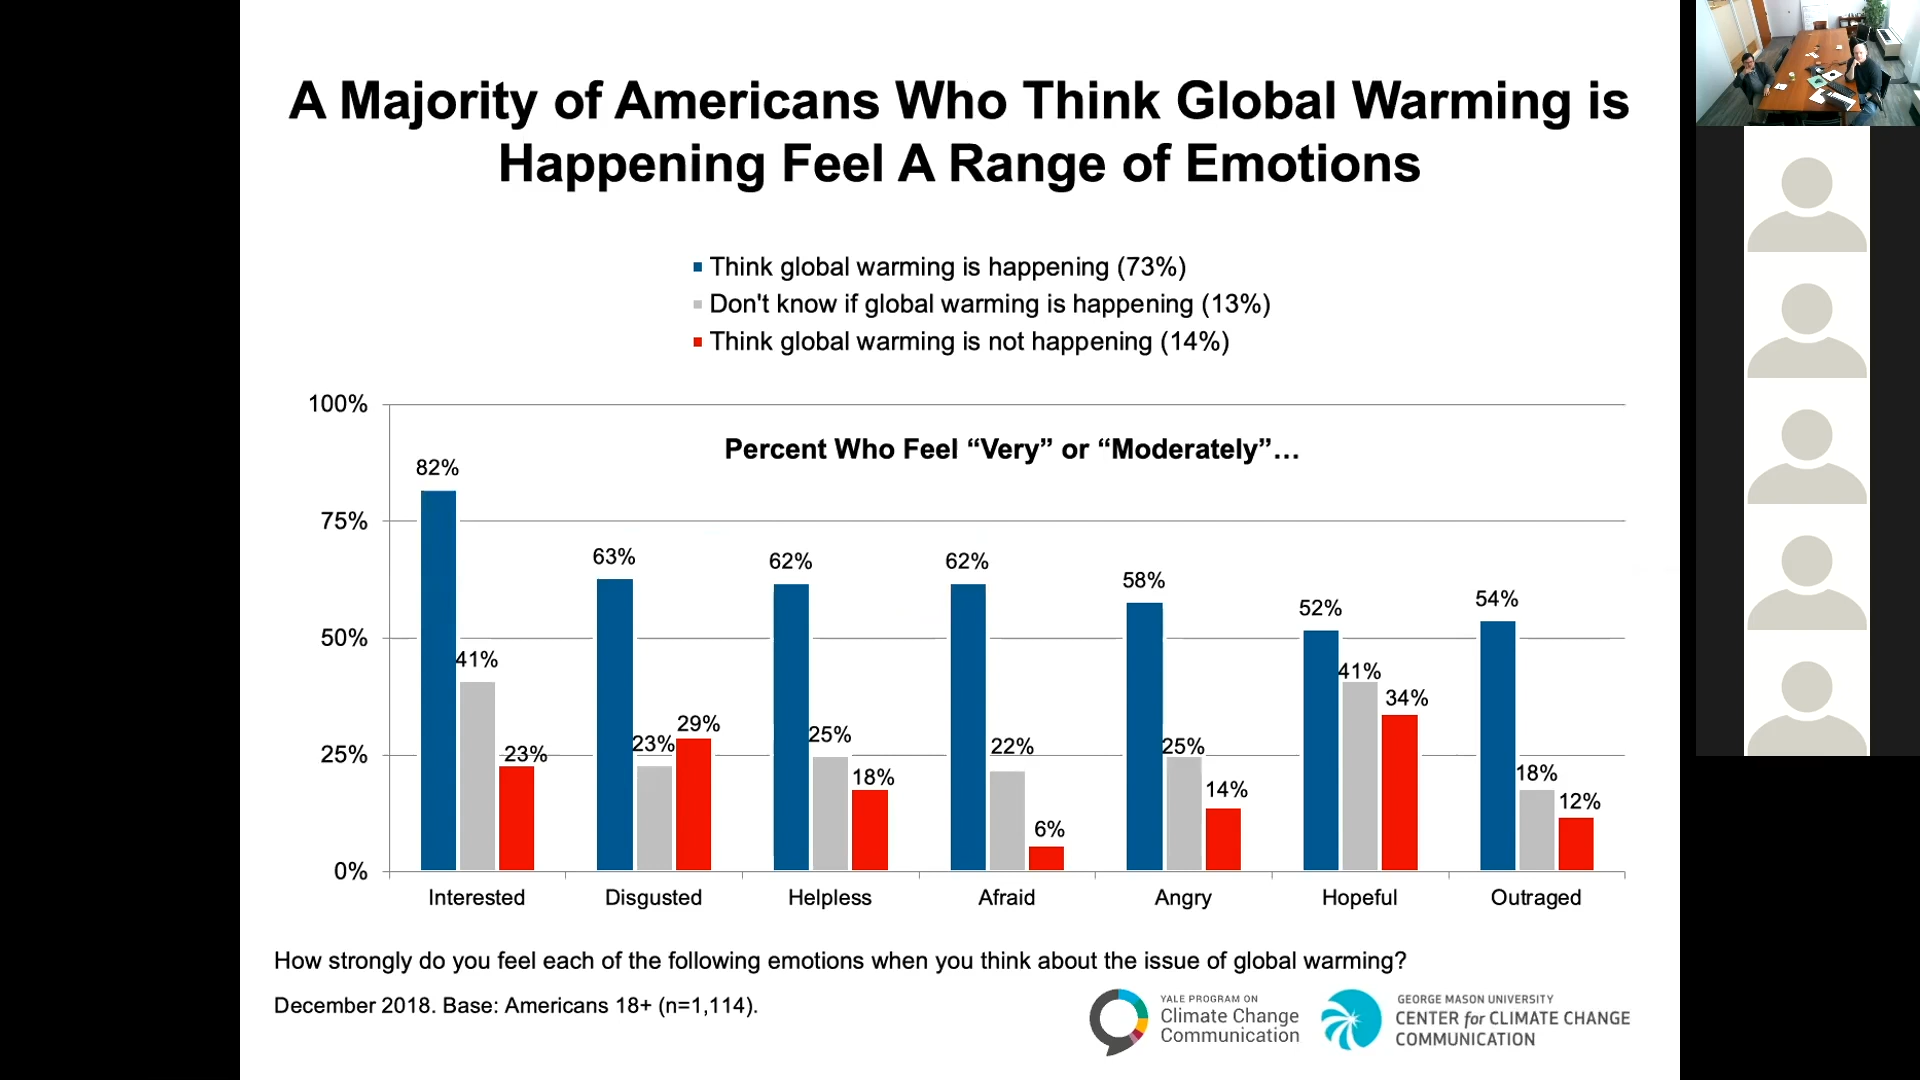 A Majority of Americans Who Think Global Warming is
Happening Feel A Range of Emotions
Think global warming is happening (73%)
Don't know if global warming is happening (13%)
Think global warming is not happening (14%)
Percent Who Feel “Very” or “Moderately”…
100%
75%
50%
25%
0%
82%
41%
23%
63%
23%
29%
62%
25%
18%
62%
22%
6%
58%
25%
14%
52%
41%
34%
54%
18%
12%
Interested
Disgusted
Helpless
Afraid
Angry
Hopeful
Outraged
How strongly do you feel each of the following emotions when you think about the issue of global warming?
December 2018. Base: Americans 18+ (n=1,114).
YALE PROGRAM ON
Climate Change
Communication
GEORGE MASON UNIVERSITY
CENTER for CLIMATE CHANGE
COMMUNICATION